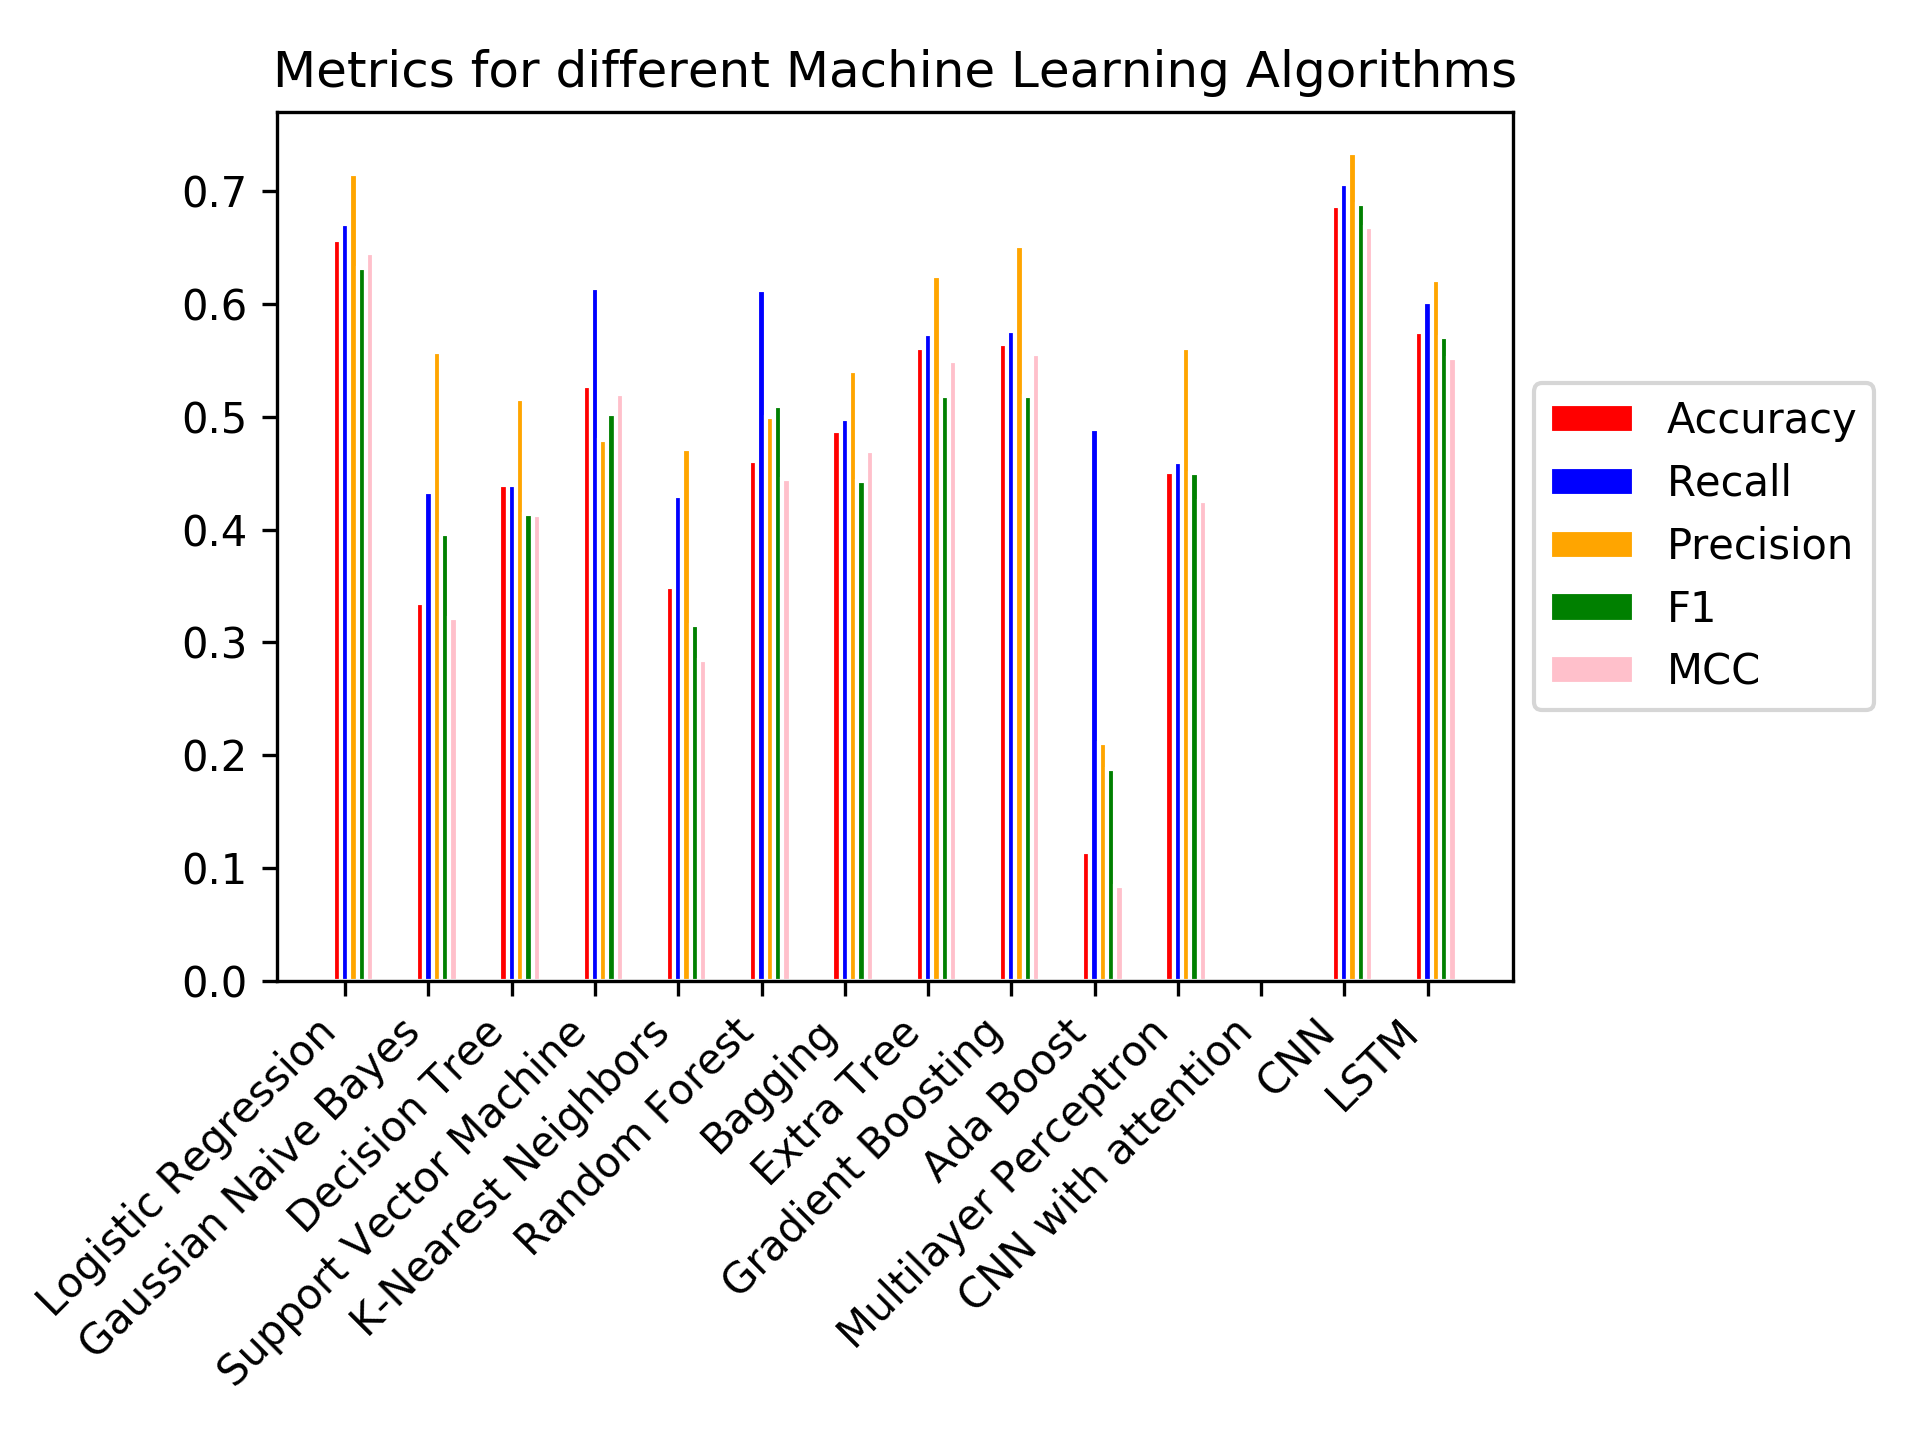 Metrics for different Machine Learning Algorithms
0.7
0.6
0.5
0.4
0.3
0.2
0.1
0.0
Logistic Regression
Gaussian Naive Bayes
Decision Tree
Support Vector Machine
K-Nearest Neighbors
Random Forest
Bagging
Extra Tree
Gradient Boosting
Ada Boost
Multilayer Perceptron
CNN with attention
CNN
LSTM
Accuracy
Recall
Precision
F1
MCC